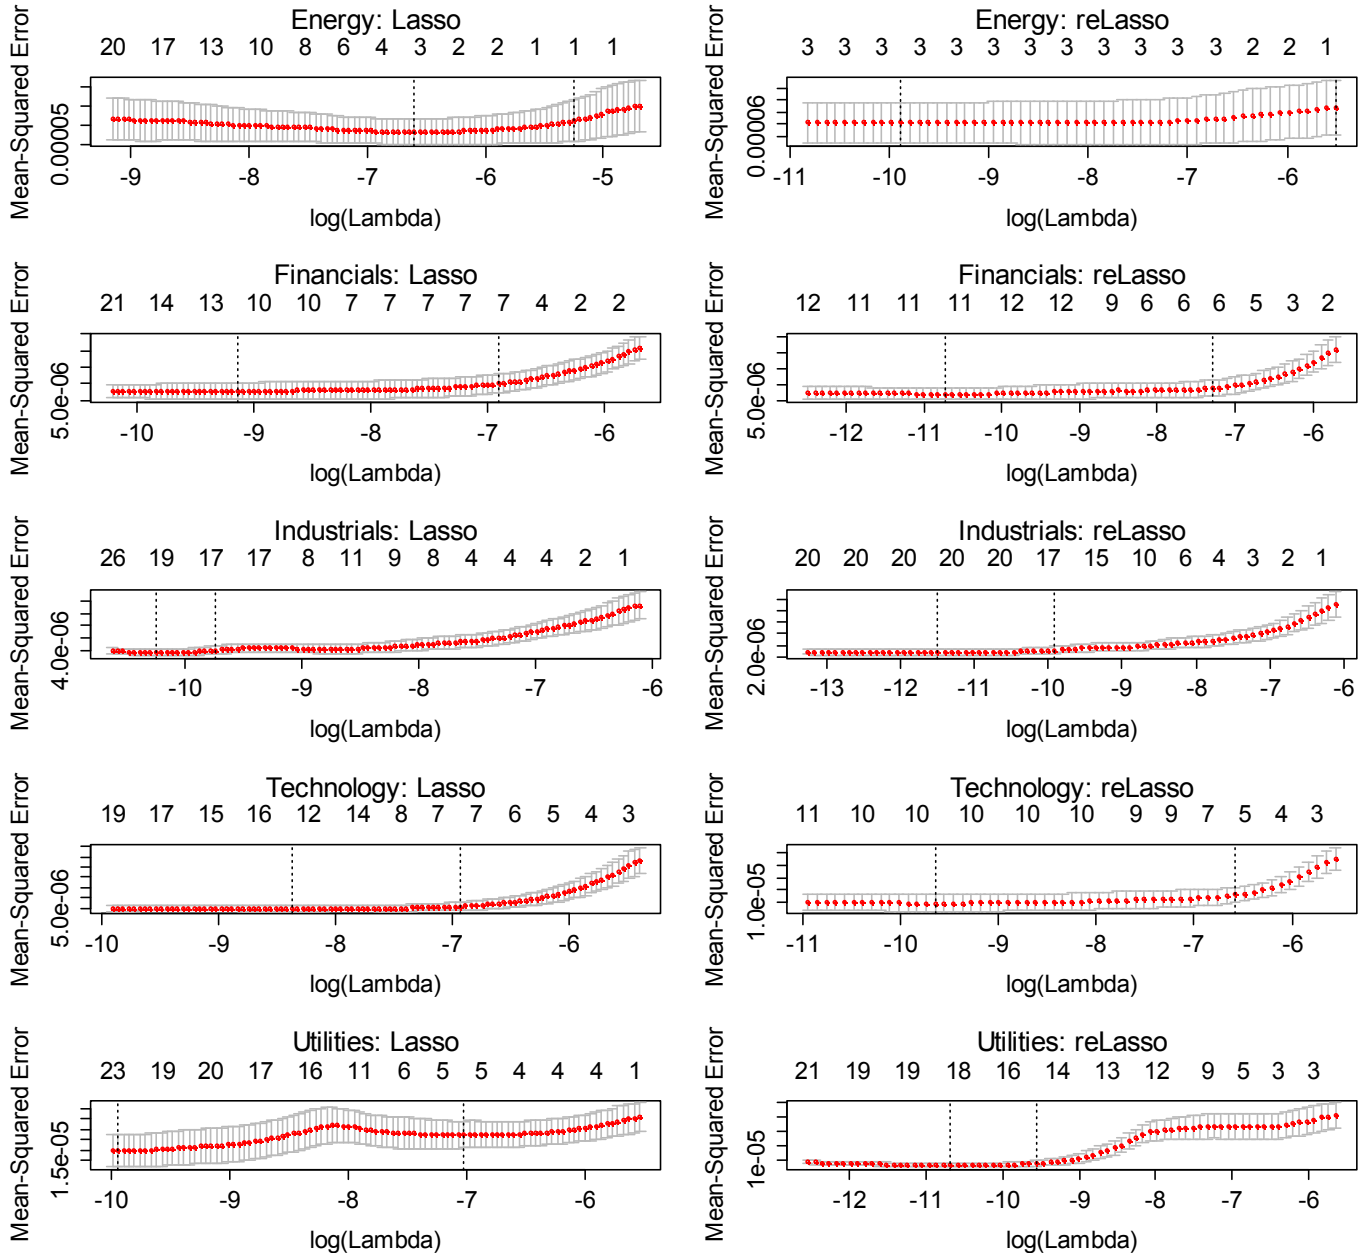 Energy: Lasso
20 17 13 10 8 6 4 3 2 2 1 1 1
Mean-Squared Error
0.00005
-9 -8 -7 -6 -5
log(Lambda)
Energy: reLasso
3 3 3 3 3 3 3 3 3 3 3 3 2 2 1
Mean-Squared Error
0.00006
-11 -10 -9 -8 -7 -6
log(Lambda)
Financials: Lasso
21 14 13 10 10 7 7 7 7 7 4 2 2
Mean-Squared Error
5.0e-06
-10 -9 -8 -7 -6
log(Lambda)
Financials: reLasso
12 11 11 11 12 12 9 6 6 6 5 3 2
Mean-Squared Error
5.0e-06
-12 -11 -10 -9 -8 -7 -6
log(Lambda)
Industrials: Lasso
26 19 17 17 8 11 9 8 4 4 4 2 1
Mean-Squared Error
4.0e-06
-10 -9 -8 -7 -6
log(Lambda)
Industrials: reLasso
20 20 20 20 20 17 15 10 6 4 3 2 1
Mean-Squared Error
2.0e-06
-13 -12 -11 -10 -9 -8 -7 -6
log(Lambda)
Technology: Lasso
19 17 15 16 12 14 8 7 7 6 5 4 3
Mean-Squared Error
5.0e-06
-10 -9 -8 -7 -6
log(Lambda)
Technology: reLasso
11 10 10 10 10 10 9 9 7 5 4 3
Mean-Squared Error
1.0e-05
-11 -10 -9 -8 -7 -6
log(Lambda)
Utilities: Lasso
23 19 20 17 16 11 6 5 5 4 4 4 1
Mean-Squared Error
1.5e-05
-10 -9 -8 -7 -6
log(Lambda)
Utilities: reLasso
21 19 19 18 16 14 13 12 9 5 3 3
Mean-Squared Error
1e-05
-12 -11 -10 -9 -8 -7 -6
log(Lambda)